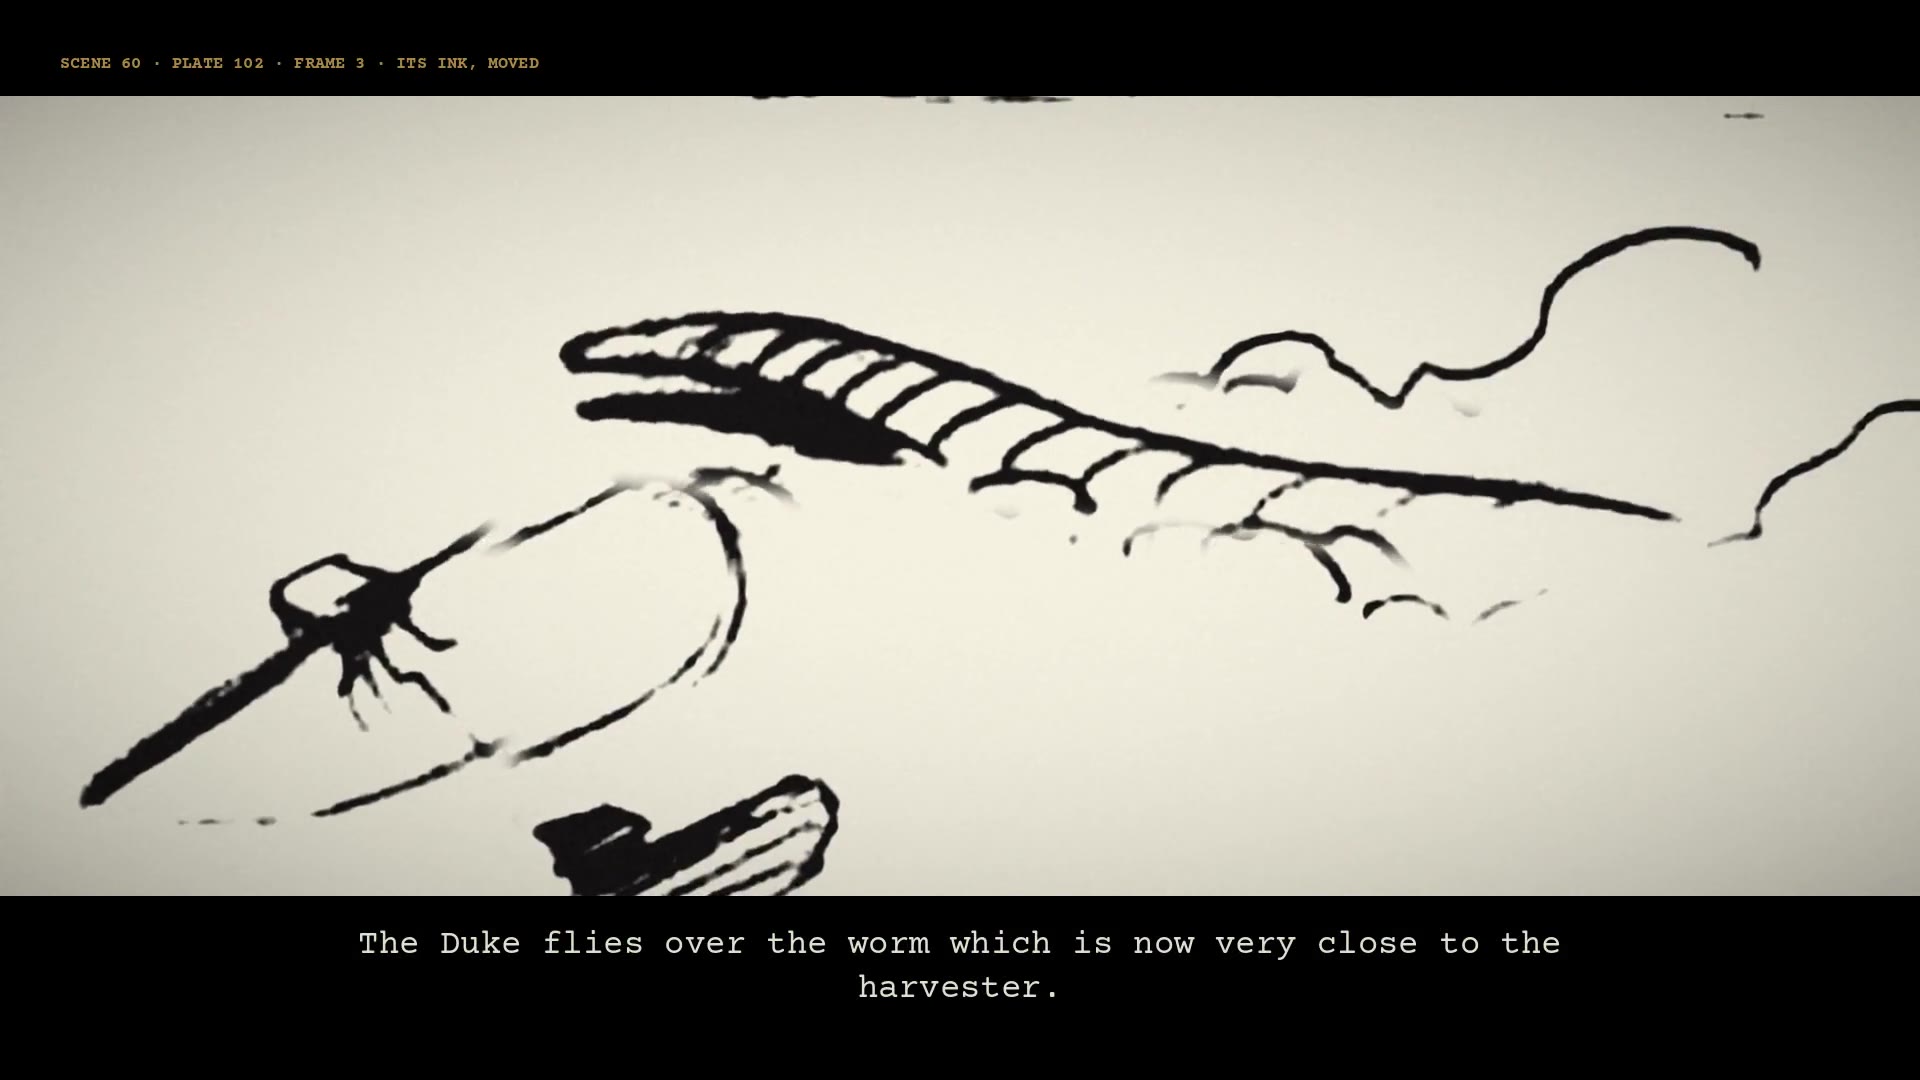 SCENE 60 · PLATE 102 · FRAME 3 · ITS INK, MOVED
The Duke flies over the worm which is now very close to the
harvester.